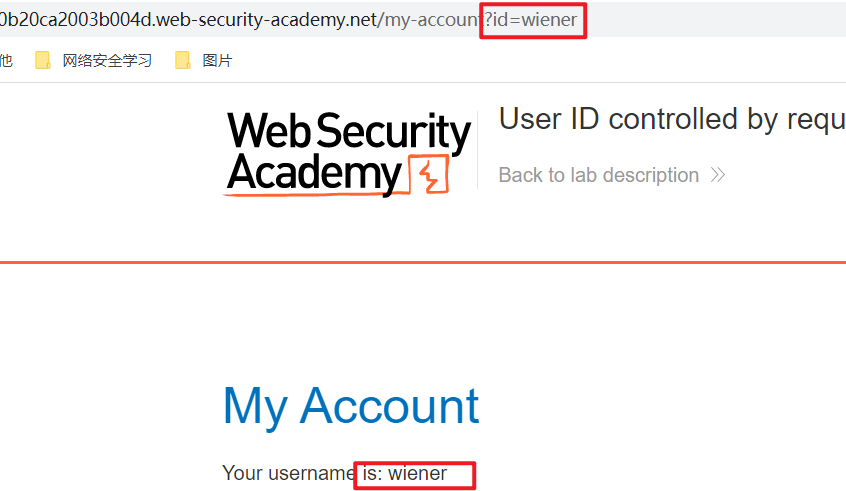 0b20ca2003b004d.web-security-academy.net/my-account?id=wiener
他 网络安全学习 图片
Web Security
Academy
User ID controlled by requ
Back to lab description
My Account
Your username is: wiener